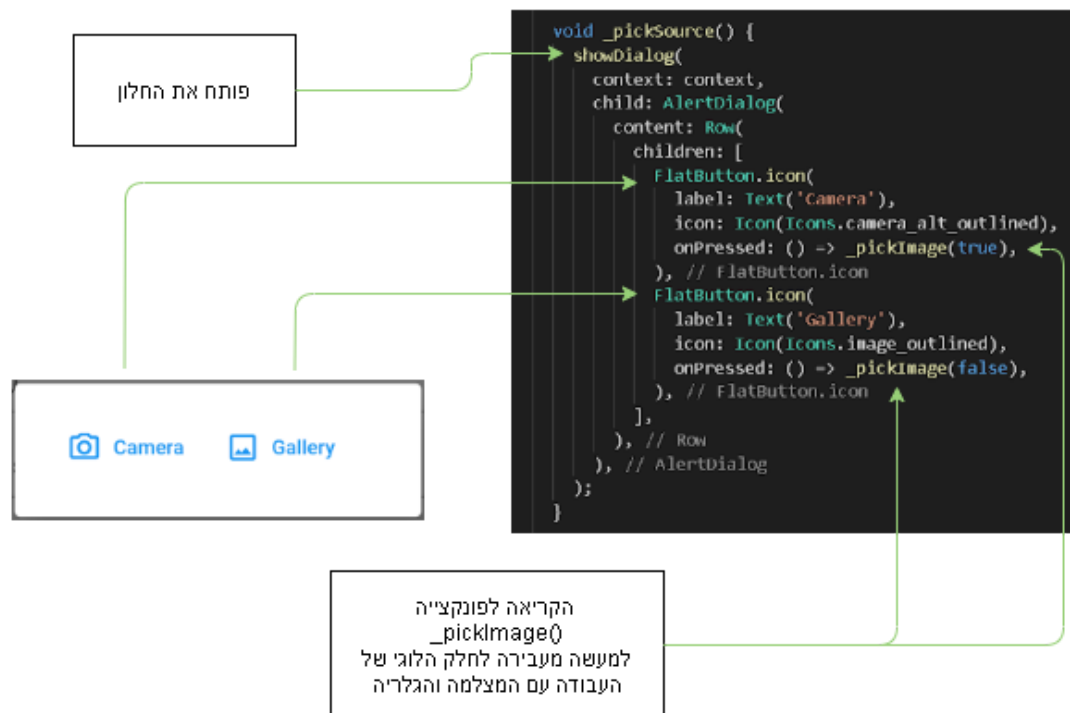 פותח את החלון
void _pickSource() {
showDialog(
context: context,
child: AlertDialog(
content: Row(
children: [
FlatButton.icon(
label: Text('Camera'),
icon: Icon(Icons.camera_alt_outlined),
onPressed: () => _pickImage(true),
), // FlatButton.icon
FlatButton.icon(
label: Text('Gallery'),
icon: Icon(Icons.image_outlined),
onPressed: () => _pickImage(false),
), // FlatButton.icon
],
), // Row
), // AlertDialog
);
}
Camera Gallery
הקריאה לפונקצייה
_pickImage()
למעשה מעבירה לחלק הלוגי של
העבודה עם המצלמה והגלריה